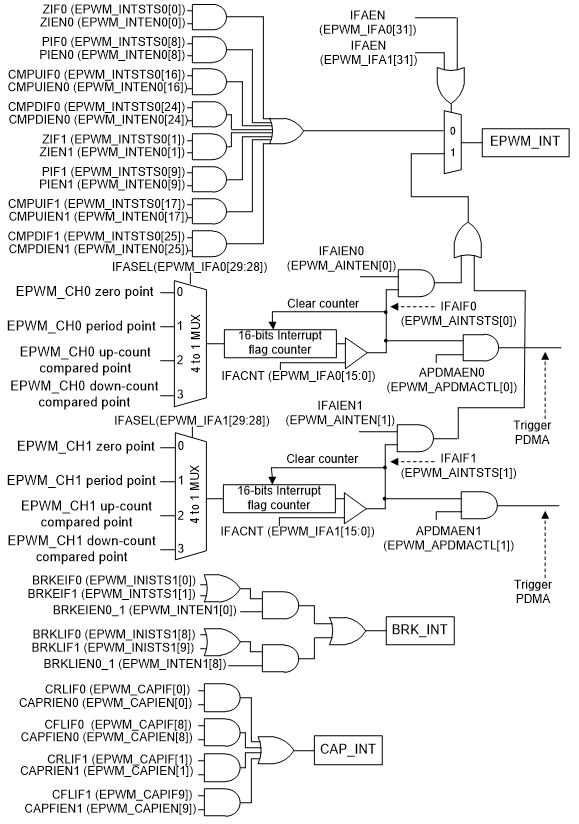 ZIF0 (EPWM_INTSTS0[0])
ZIEN0 (EPWM_INTEN0[0])
PIF0 (EPWM_INTSTS0[8])
PIEN0 (EPWM_INTEN0[8])
CMPUIF0 (EPWM_INTSTS0[16])
CMPUIEN0 (EPWM_INTEN0[16])
CMPDIF0 (EPWM_INTSTS0[24])
CMPDIEN0 (EPWM_INTEN0[24])
ZIF1 (EPWM_INTSTS0[1])
ZIEN1 (EPWM_INTEN0[1])
PIF1 (EPWM_INTSTS0[9])
PIEN1 (EPWM_INTEN0[9])
CMPUIF1 (EPWM_INTSTS0[17])
CMPUIEN1 (EPWM_INTEN0[17])
CMPDIF1 (EPWM_INTSTS0[25])
CMPDIEN1 (EPWM_INTEN0[25])
IFAEN
(EPWM_IFA0[31])
IFAEN
(EPWM_IFA1[31])
0
1
EPWM_INT
IFASEL(EPWM_IFA0[29:28])
EPWM_CH0 zero point
0
EPWM_CH0 period point
1
EPWM_CH0 up-count
compared point
2
EPWM_CH0 down-count
compared point
3
4 to 1 MUX
Clear counter
16-bits Interrupt
flag counter
IFACNT (EPWM_IFA0[15:0])
IFAIEN0
(EPWM_AINTEN[0])
IFAIF0
(EPWM_AINTSTS[0])
APDMAEN0
(EPWM_APDMACTL[0])
Trigger
PDMA
IFASEL(EPWM_IFA1[29:28])
EPWM_CH1 zero point
0
EPWM_CH1 period point
1
EPWM_CH1 up-count
compared point
2
EPWM_CH1 down-count
compared point
3
4 to 1 MUX
Clear counter
16-bits Interrupt
flag counter
IFACNT (EPWM_IFA1[15:0])
IFAIEN1
(EPWM_AINTEN[1])
IFAIF1
(EPWM_AINTSTS[1])
APDMAEN1
(EPWM_APDMACTL[1])
Trigger
PDMA
BRKEIF0 (EPWM_INISTS1[0])
BRKEIF1 (EPWM_INTSTS1[1])
BRKEIEN0_1 (EPWM_INTEN1[0])
BRKLIF0 (EPWM_INISTS1[8])
BRKLIF1 (EPWM_INISTS1[9])
BRKLIEN0_1 (EPWM_INTEN1[8])
BRK_INT
CRLIF0 (EPWM_CAPIF[0])
CAPRIEN0 (EPWM_CAPIEN[0])
CFLIF0 (EPWM_CAPIF[8])
CAPFIEN0 (EPWM_CAPIEN[8])
CRLIF1 (EPWM_CAPIF[1])
CAPRIEN1 (EPWM_CAPIEN[1])
CFLIF1 (EPWM_CAPIF9])
CAPFIEN1 (EPWM_CAPIEN[9])
CAP_INT